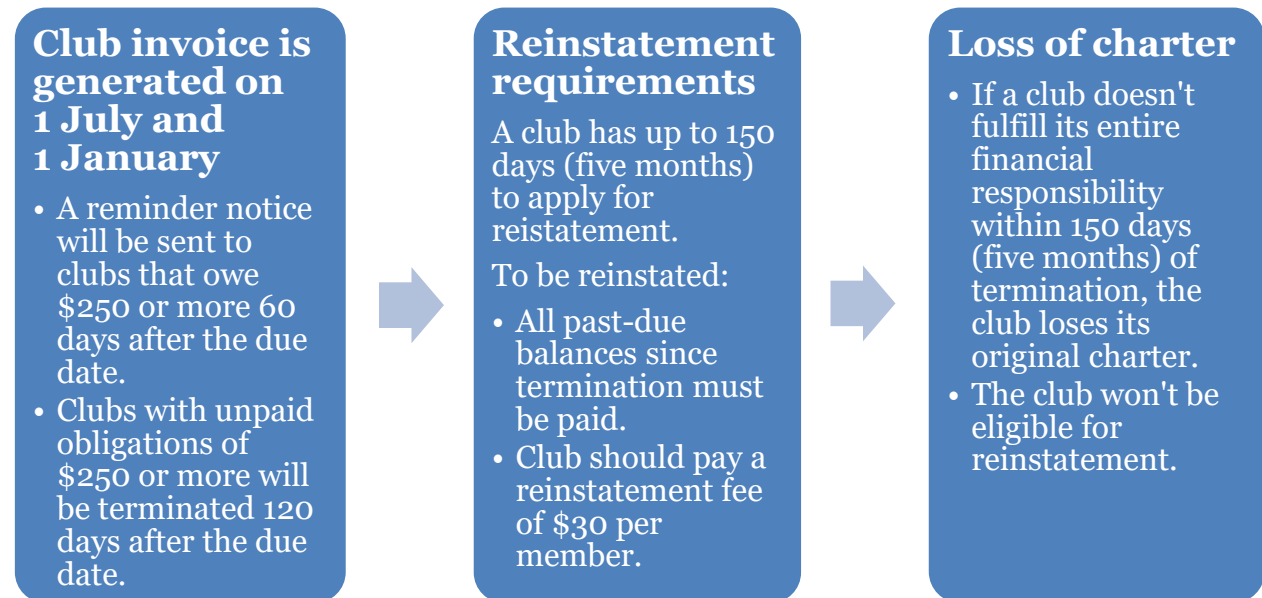 Club invoice is
generated on
1 July and
1 January
• A reminder notice
will be sent to
clubs that owe
$250 or more 60
days after the due
date.
• Clubs with unpaid
obligations of
$250 or more will
be terminated 120
days after the due
date.
Reinstatement
requirements
A club has up to 150
days (five months)
to apply for
reistatement.
To be reinstated:
• All past-due
balances since
termination must
be paid.
• Club should pay a
reinstatement fee
of $30 per
member.
Loss of charter
• If a club doesn't
fulfill its entire
financial
responsibility
within 150 days
(five months) of
termination, the
club loses its
original charter.
• The club won't be
eligible for
reinstatement.